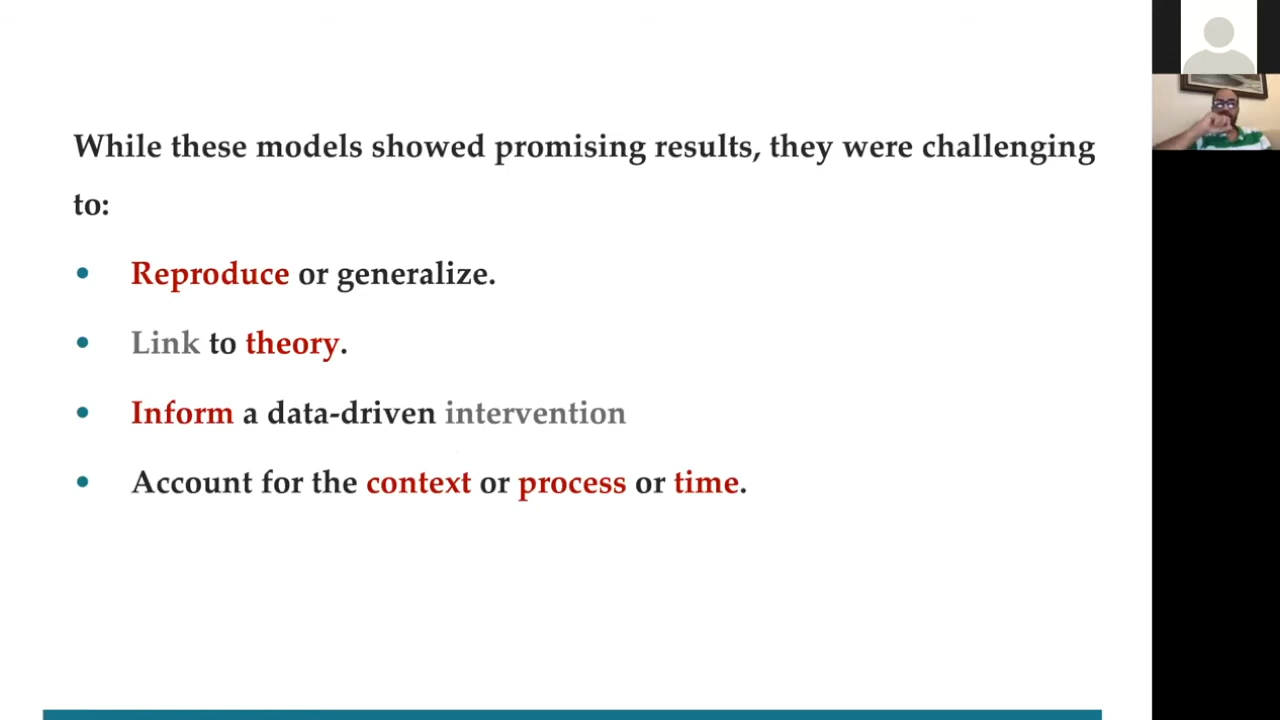 While these models showed promising results, they were challenging
to:
• Reproduce or generalize.
• Link to theory.
• Inform a data-driven intervention
• Account for the context or process or time.